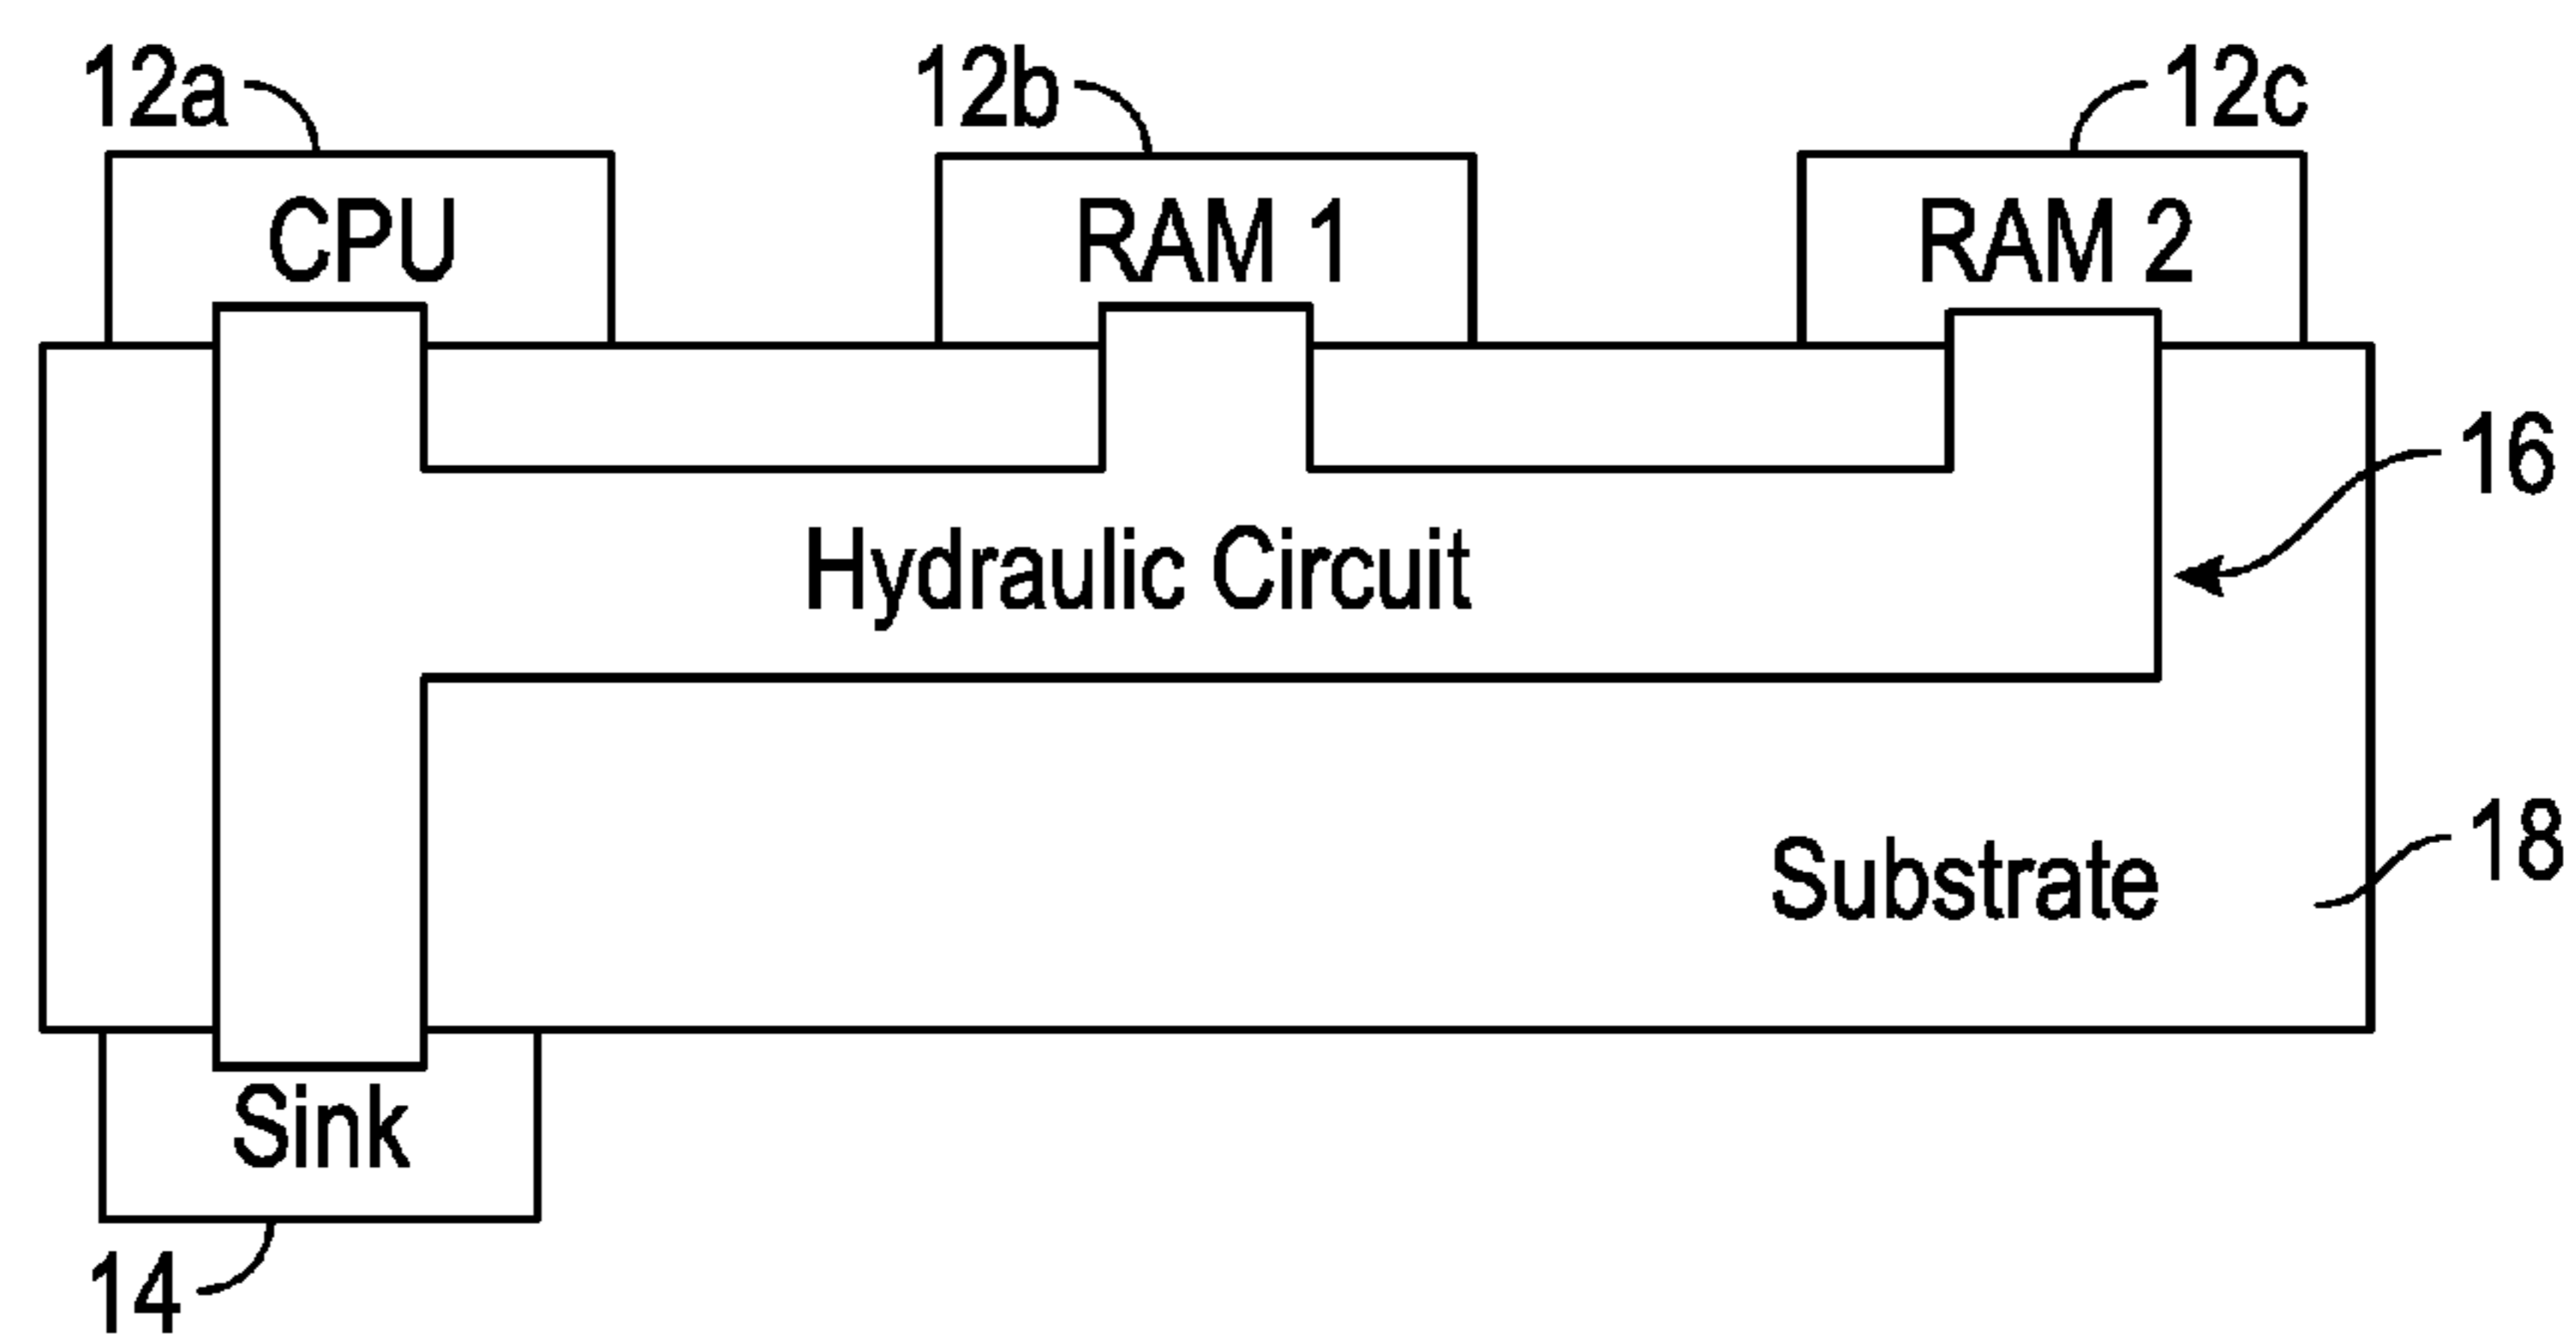 12a
12b
12c
CPU
RAM 1
RAM 2
16
Hydraulic Circuit
18
Substrate
Sink
14